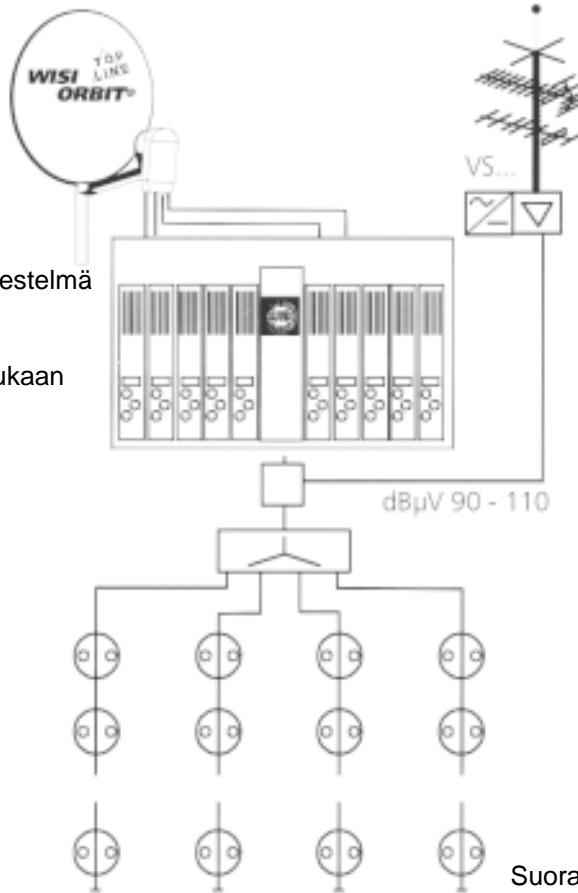 TOP
LINE
WISI
ORBIT
VS...
estelmä
ukaan
dBµV 90 - 110
Suora